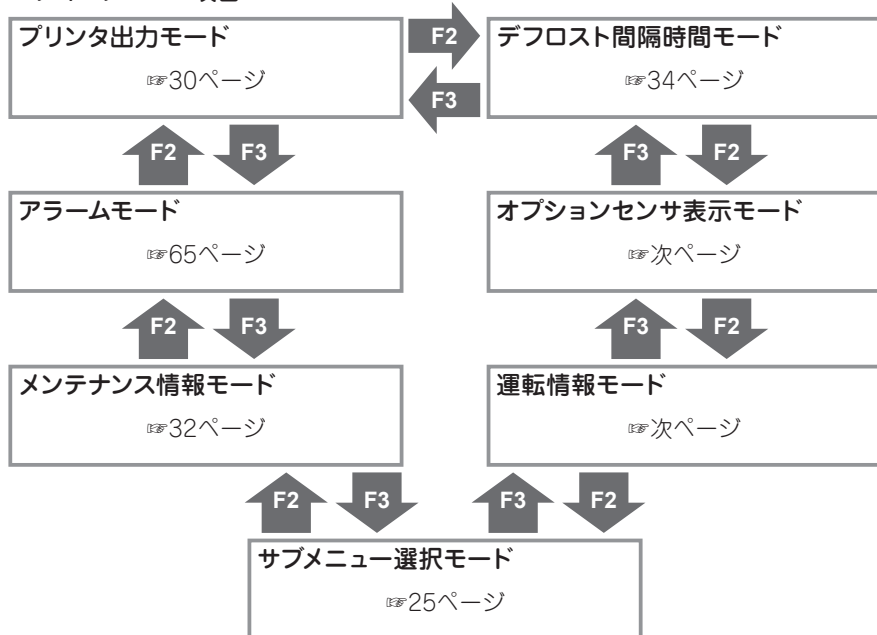 プリンタ出力モード
☞30ページ
F2
F3
デフロスト間隔時間モード
☞34ページ
F2
F3
F3
F2
アラームモード
☞65ページ
オプションセンサ表示モード
☞次ページ
F2
F3
F3
F2
メンテナンス情報モード
☞32ページ
運転情報モード
☞次ページ
F2
F3
F3
F2
サブメニュー選択モード
☞25ページ